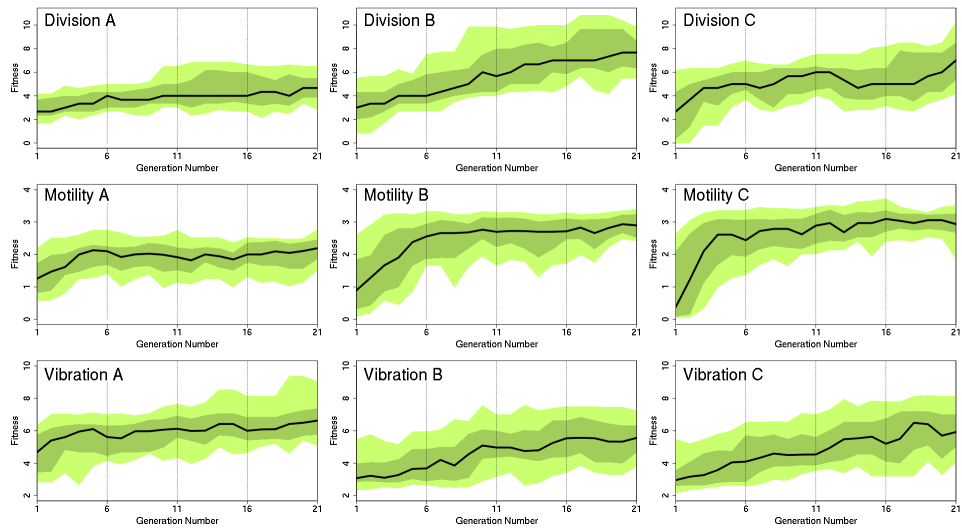 Division A
Fitness
0 2 4 6 8 10
1 6 11 16 21
Generation Number
Division B
Fitness
0 2 4 6 8 10
1 6 11 16 21
Generation Number
Division C
Fitness
0 2 4 6 8 10
1 6 11 16 21
Generation Number
Motility A
Fitness
0 1 2 3 4
1 6 11 16 21
Generation Number
Motility B
Fitness
0 1 2 3 4
1 6 11 16 21
Generation Number
Motility C
Fitness
0 1 2 3 4
1 6 11 16 21
Generation Number
Vibration A
Fitness
2 4 6 8 10
1 6 11 16 21
Generation Number
Vibration B
Fitness
2 4 6 8 10
1 6 11 16 21
Generation Number
Vibration C
Fitness
2 4 6 8 10
1 6 11 16 21
Generation Number